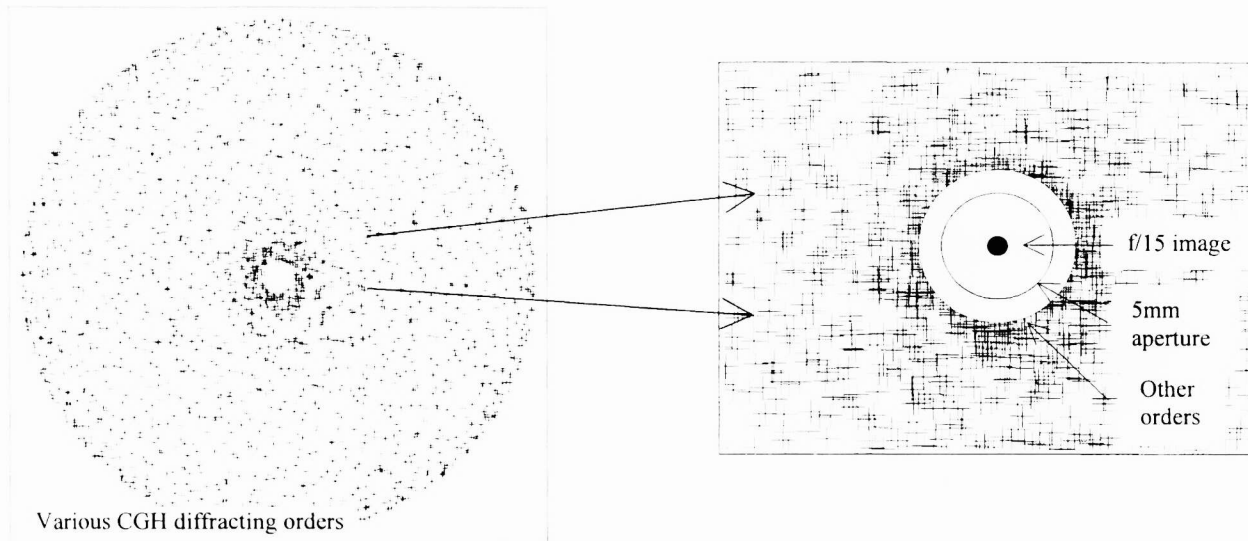 f/15 image
5mm
aperture
Other
orders
Various CGH diffracting orders